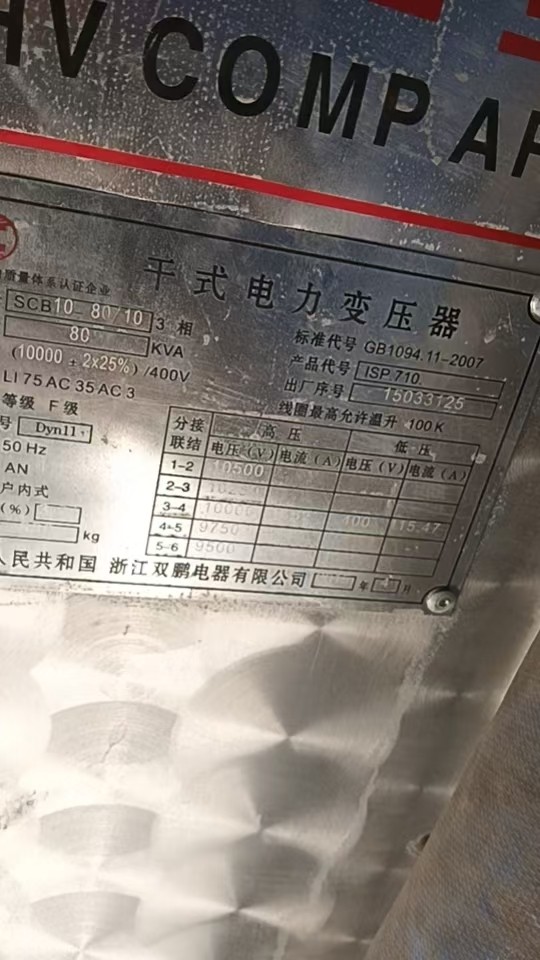 HV COMPAR
质量体系认证企业
干式电力变压器
SCB10-80/10 3 相
标准代号 GB1094.11-2007
80 KVA
产品代号 ISP.710.
(10000 ± 2x25%) /400V
出厂序号 15033125
LI 75 AC 35 AC 3
线圈最高允许温升 100K
等级 F 级
号 Dyn11
50 Hz
AN
户内式
(%)
kg
分接联结 高压 低压
电压(V) 电流(A) 电压(V) 电流(A)
1-2 10500
2-3
3-4 10000 400 115.47
4-5 9750
5-6 9500
人民共和国 浙江双鹏电器有限公司 年 月